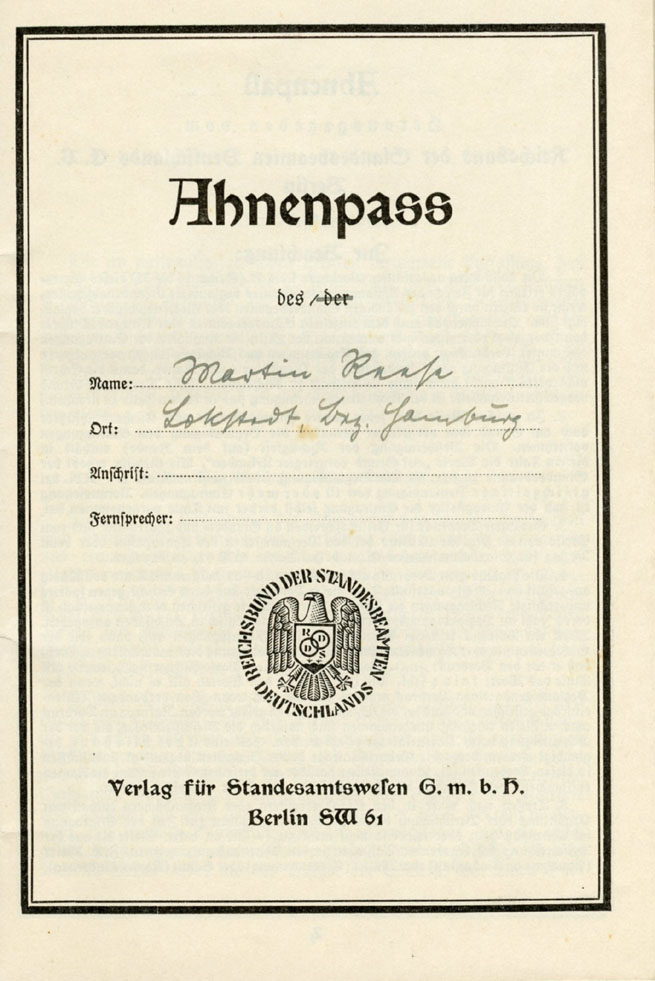 Ahnenpass
des / der
Name: Martin Reese
Ort: Lokstedt, Bez. Hamburg
Anschrift:
Fernsprecher:
REICHSBUND DER STANDESBEAMTEN DEUTSCHLANDS
R D
D S
Verlag für Standesamtswesen G. m. b. H.
Berlin SW 61